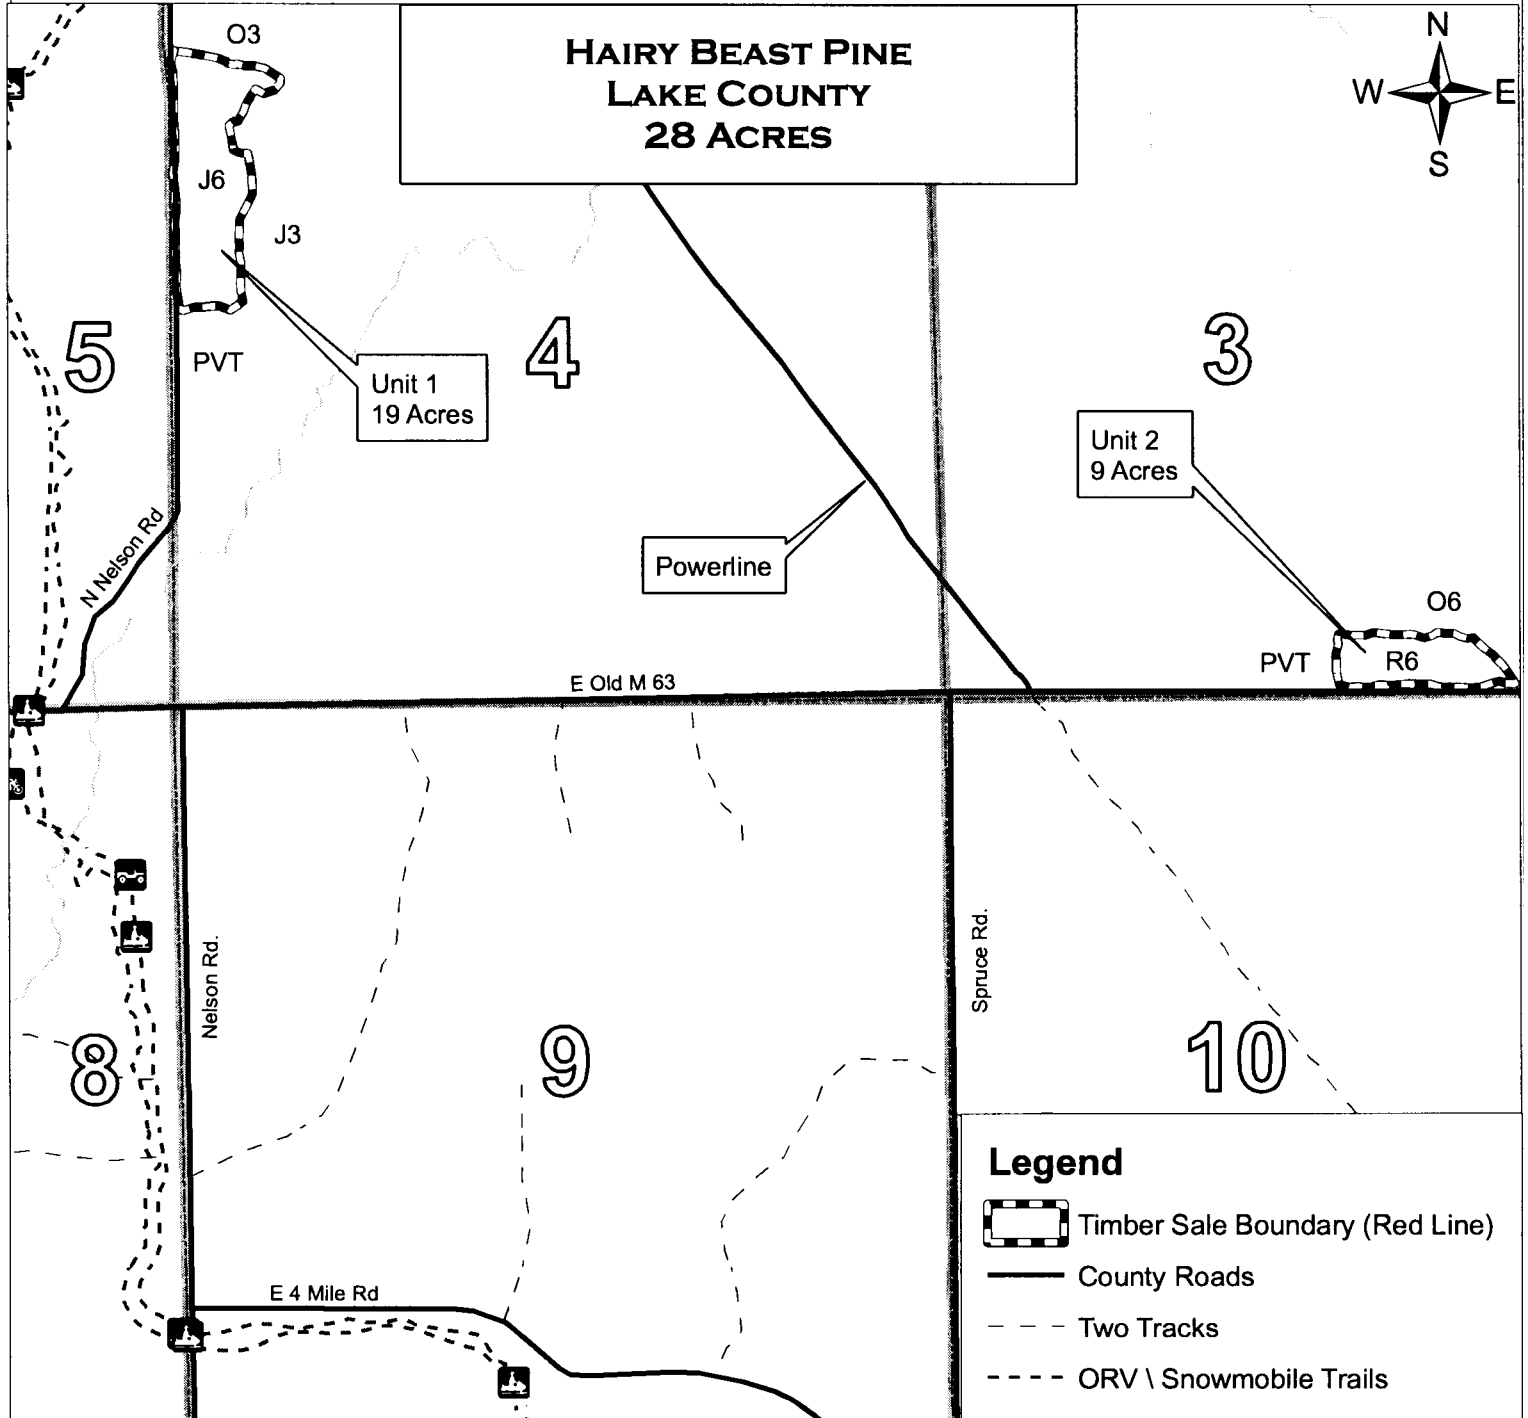 HAIRY BEAST PINE
LAKE COUNTY
28 ACRES
N
W
E
S
O3
J6
J3
5
PVT
4
3
Unit 1
19 Acres
Unit 2
9 Acres
Powerline
N Nelson Rd
O6
PVT
R6
E Old M 63
Nelson Rd.
Spruce Rd.
8
9
10
E 4 Mile Rd
Legend
Timber Sale Boundary (Red Line)
County Roads
Two Tracks
ORV \ Snowmobile Trails